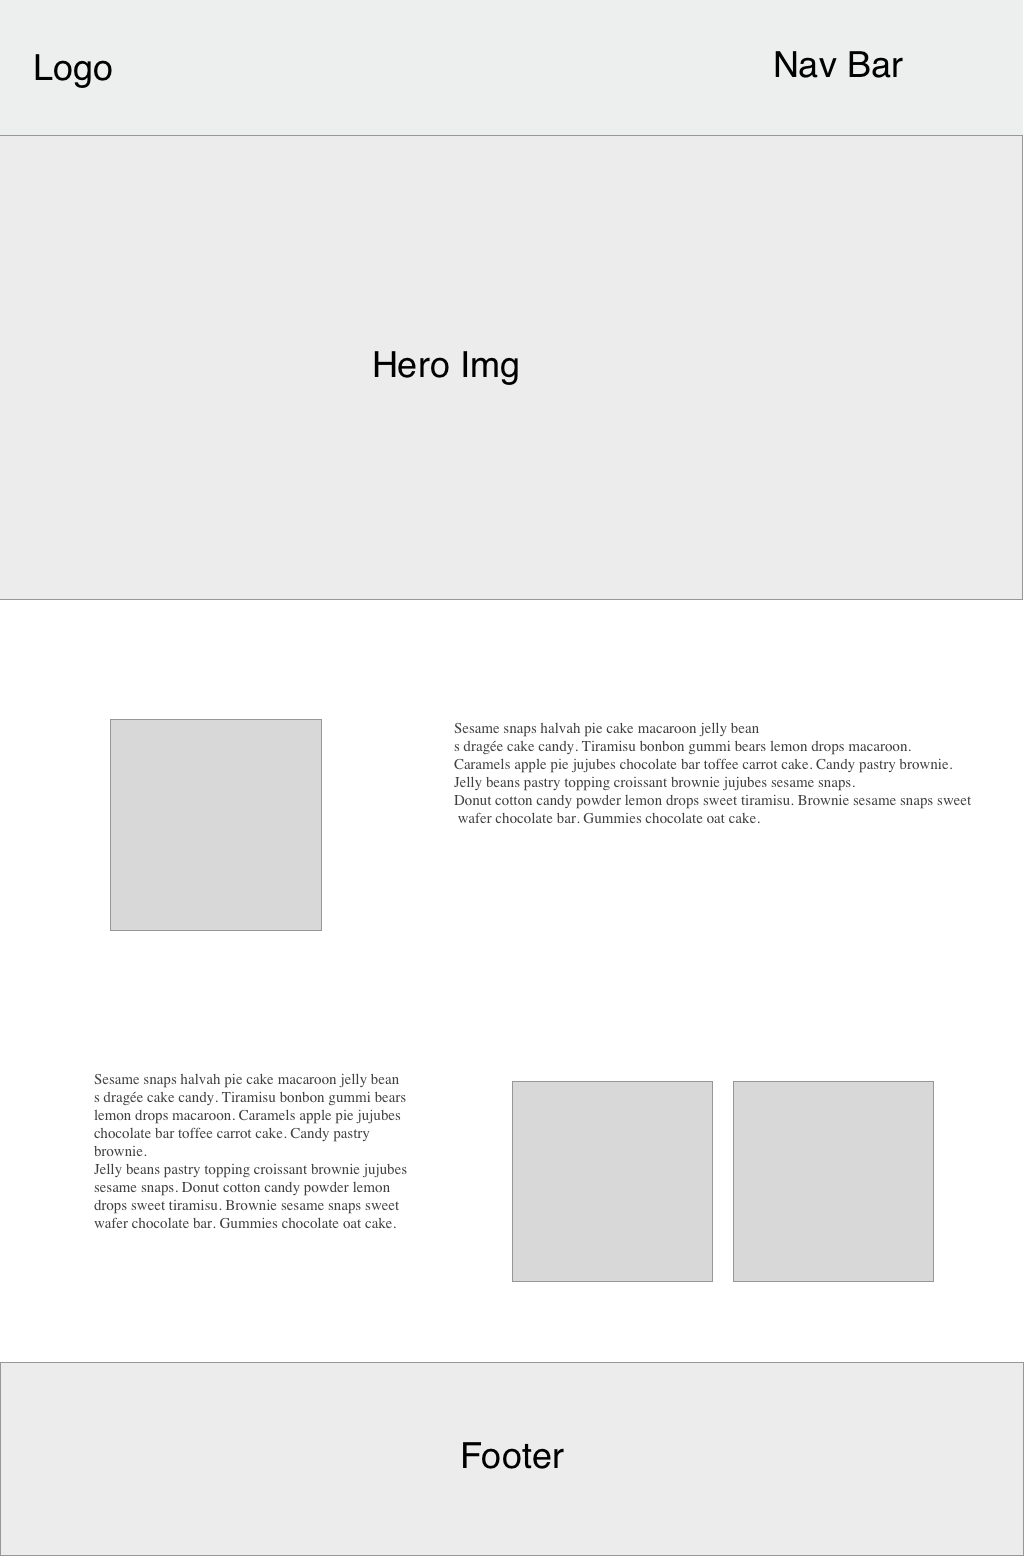 Logo
Nav Bar
Hero Img
Sesame snaps halvah pie cake macaroon jelly bean
s dragée cake candy. Tiramisu bonbon gummi bears lemon drops macaroon.
Caramels apple pie jujubes chocolate bar toffee carrot cake. Candy pastry brownie.
Jelly beans pastry topping croissant brownie jujubes sesame snaps.
Donut cotton candy powder lemon drops sweet tiramisu. Brownie sesame snaps sweet
wafer chocolate bar. Gummies chocolate oat cake.
Sesame snaps halvah pie cake macaroon jelly bean
s dragée cake candy. Tiramisu bonbon gummi bears
lemon drops macaroon. Caramels apple pie jujubes
chocolate bar toffee carrot cake. Candy pastry
brownie.
Jelly beans pastry topping croissant brownie jujubes
sesame snaps. Donut cotton candy powder lemon
drops sweet tiramisu. Brownie sesame snaps sweet
wafer chocolate bar. Gummies chocolate oat cake.
Footer